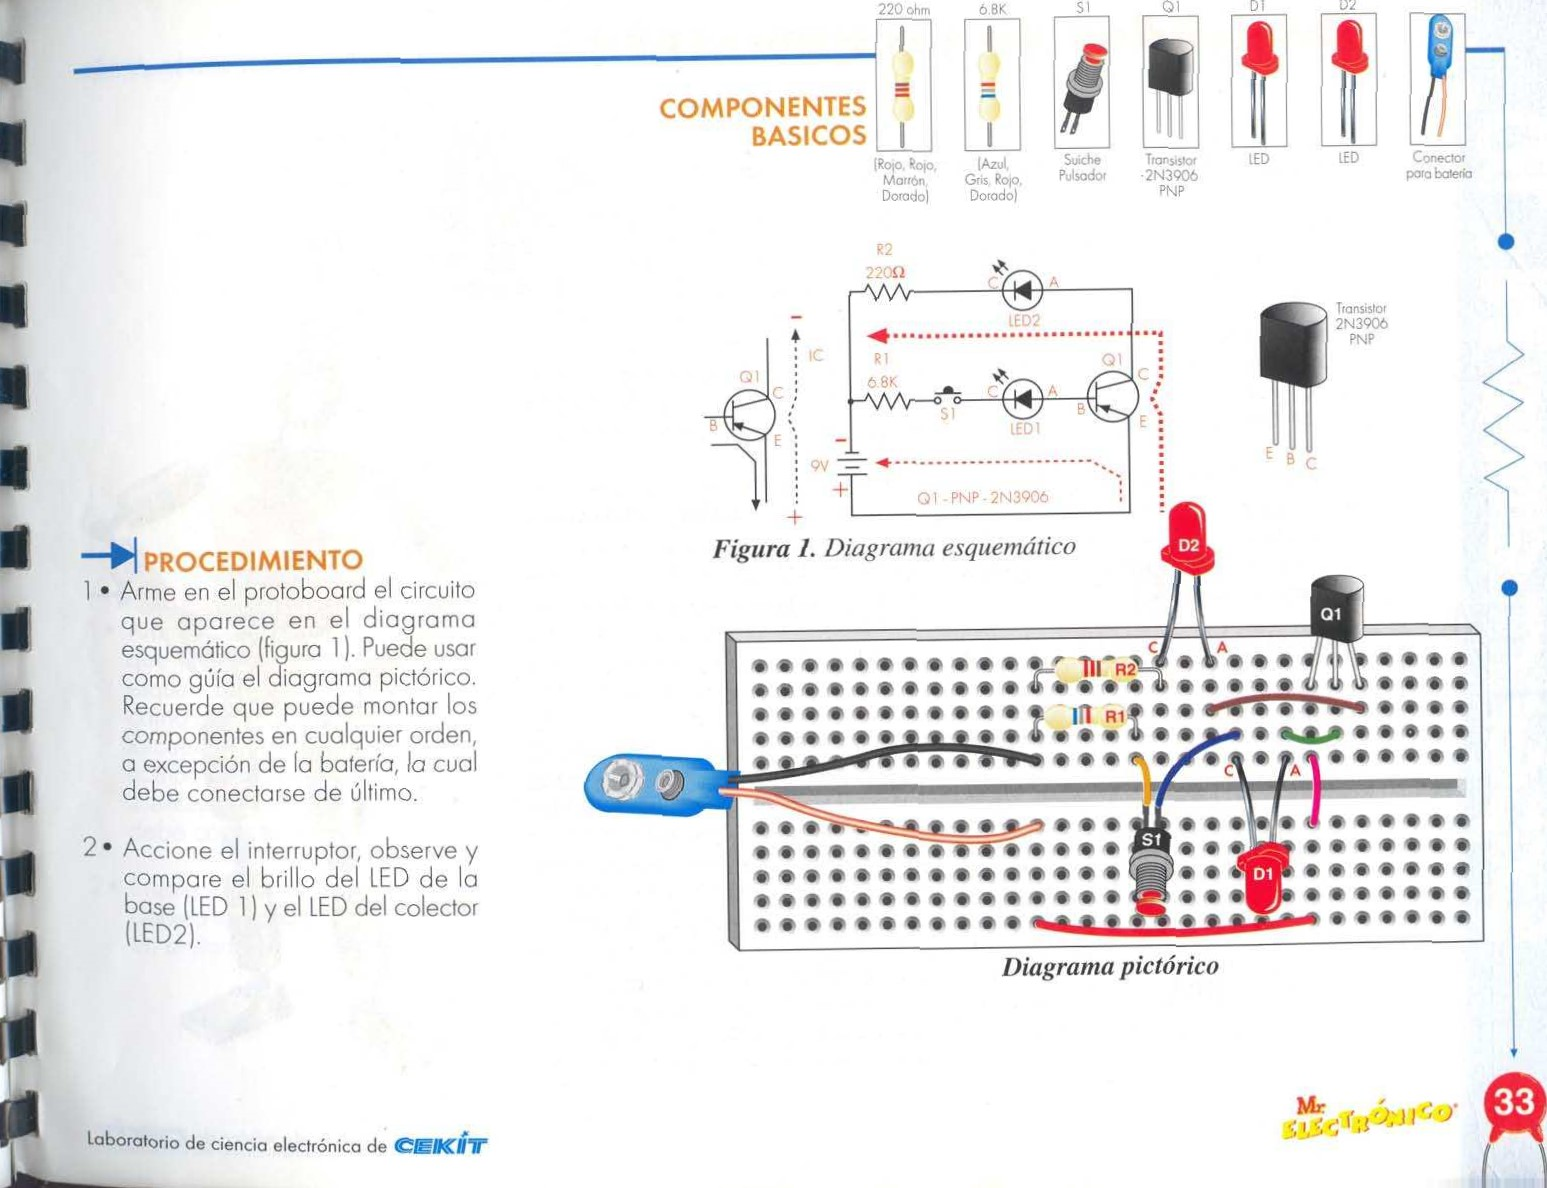 220 ohm
6.8K
S1
Q1
D1
D2
COMPONENTES
BASICOS
(Rojo, Rojo,
Marrón,
Dorado)
(Azul,
Gris, Rojo,
Dorado)
Suiche
Pulsador
Transistor
-2N3906
PNP
LED
LED
Conector
para batería
R2
220Ω
C
A
LED2
R1
6.8K
S1
C
A
LED1
Q1
B
C
E
9V
-
+
Q1 - PNP - 2N3906
-
IC
Q1
C
B
E
+
Transistor
2N3906
PNP
E
B
C
Figura 1. Diagrama esquemático
PROCEDIMIENTO
1 • Arme en el protoboard el circuito
que aparece en el diagrama
esquemático (figura 1). Puede usar
como gúía el diagrama pictórico.
Recuerde que puede montar los
componentes en cualquier orden,
a excepción de la batería, la cual
debe conectarse de último.
2 • Accione el interruptor, observe y
compare el brillo del LED de la
base (LED 1) y el LED del colector
(LED2).
D2
Q1
C
A
R2
R1
C
A
S1
D1
Diagrama pictórico
Laboratorio de ciencia electrónica de CEKIT
Mr.
ELECTRÓNICO
33